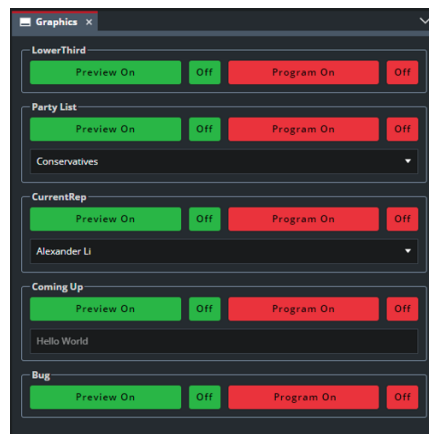 Graphics ×
LowerThird
Preview On Off Program On Off
Party List
Preview On Off Program On Off
Conservatives
CurrentRep
Preview On Off Program On Off
Alexander Li
Coming Up
Preview On Off Program On Off
Hello World
Bug
Preview On Off Program On Off